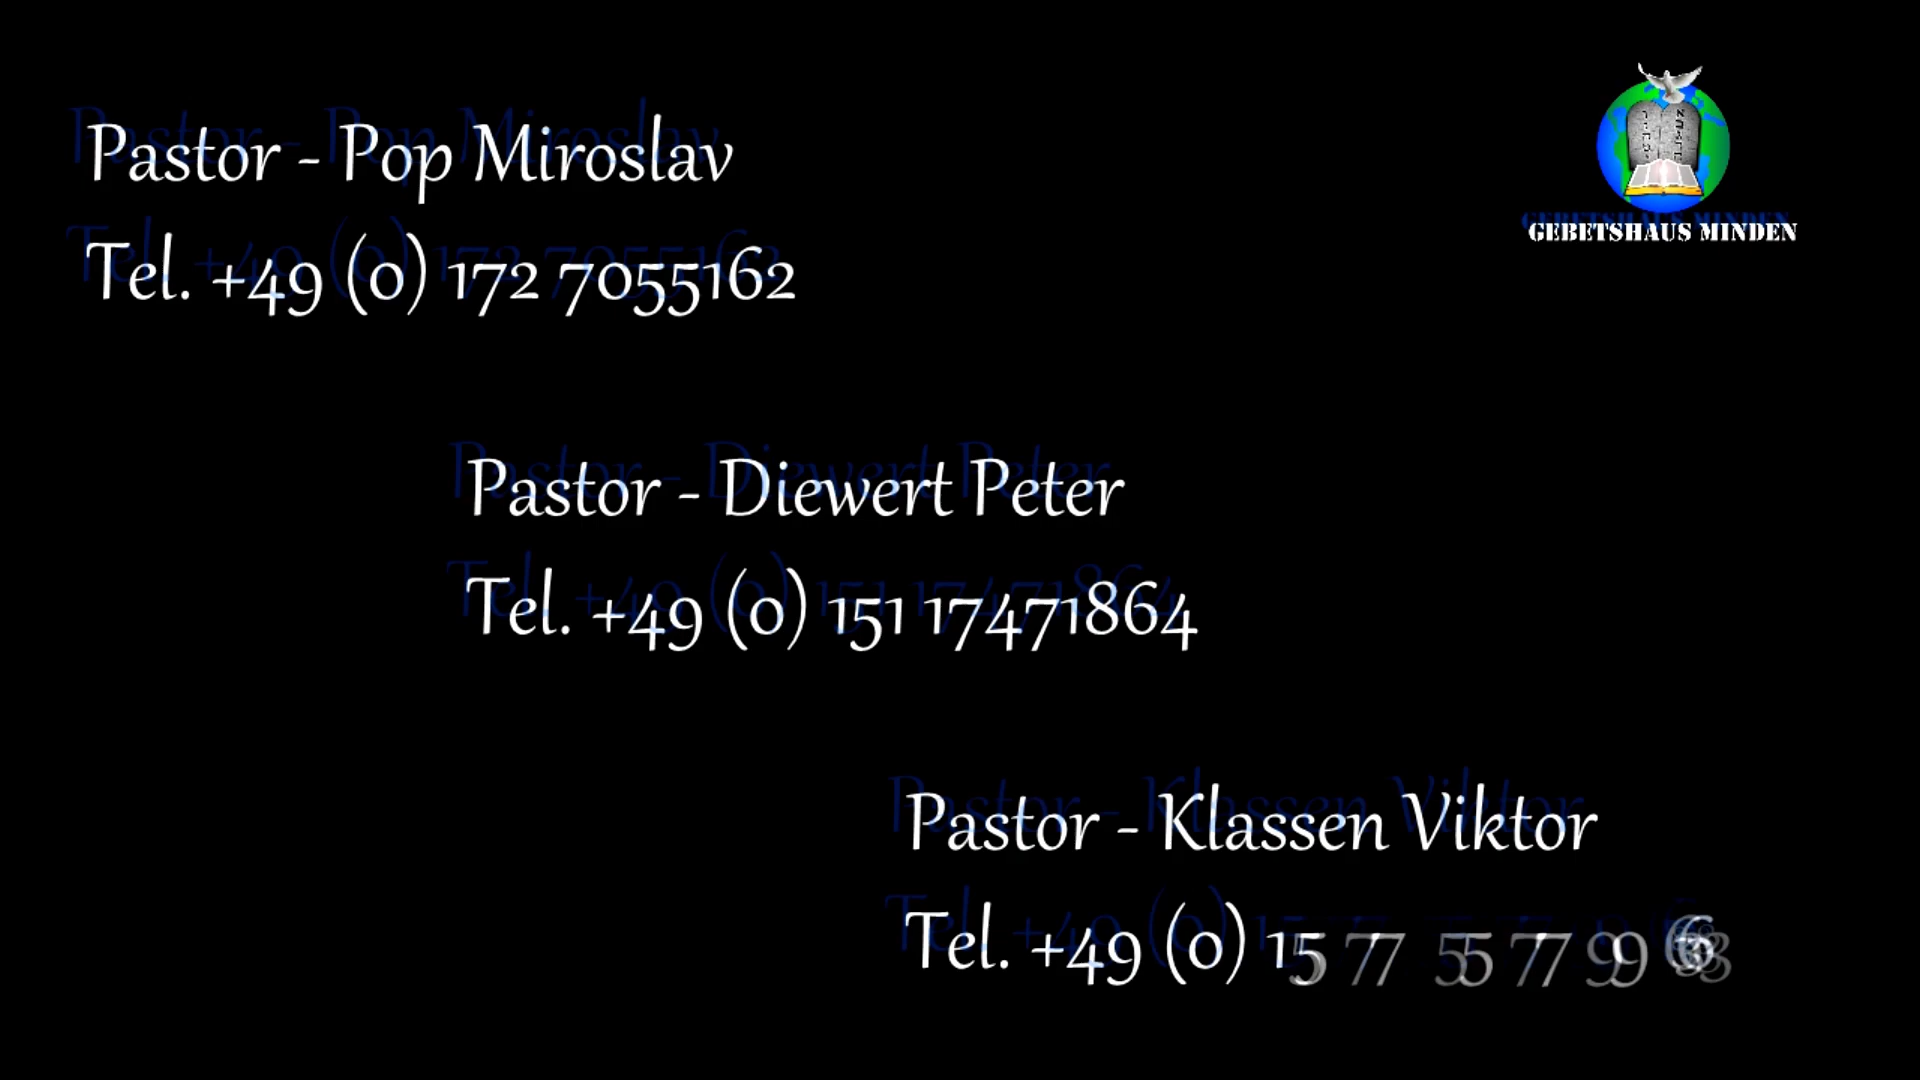 Pastor - Pop Miroslav
Tel. +49 (0) 172 7055162
GEBETSHAUS MINDEN
Pastor - Diewert Peter
Tel. +49 (0) 151 17471864
Pastor - Klassen Viktor
Tel. +49 (0)